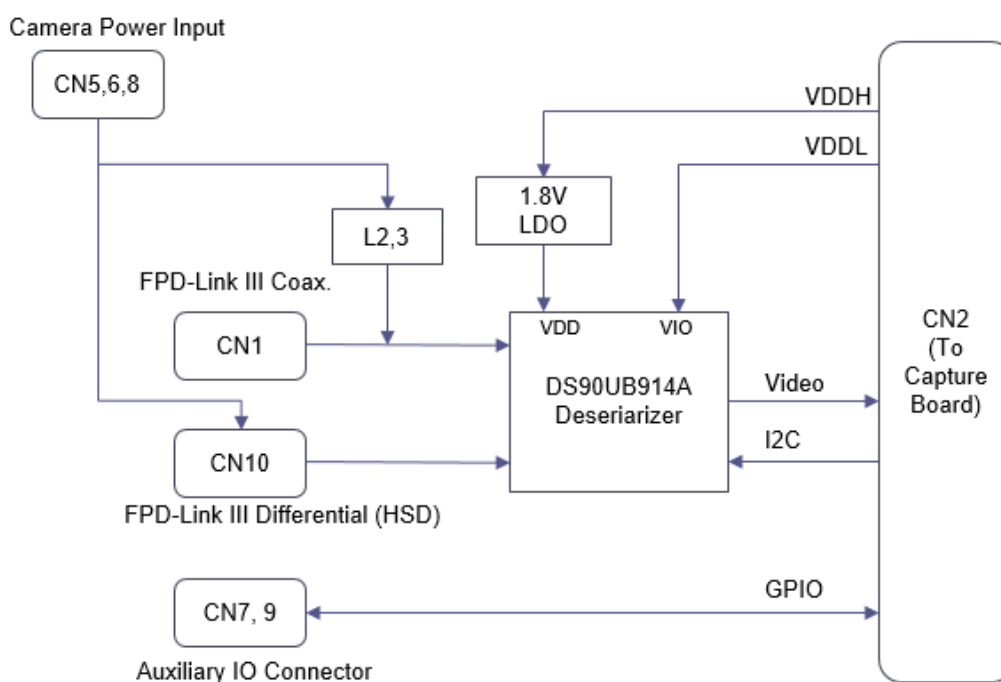 Camera Power Input
CN5,6,8
VDDH
VDDL
1.8V
LDO
L2,3
FPD-Link III Coax.
CN1
VDD
VIO
DS90UB914A
Deseriarizer
Video
I2C
CN2
(To
Capture
Board)
CN10
FPD-Link III Differential (HSD)
GPIO
CN7, 9
Auxiliary IO Connector